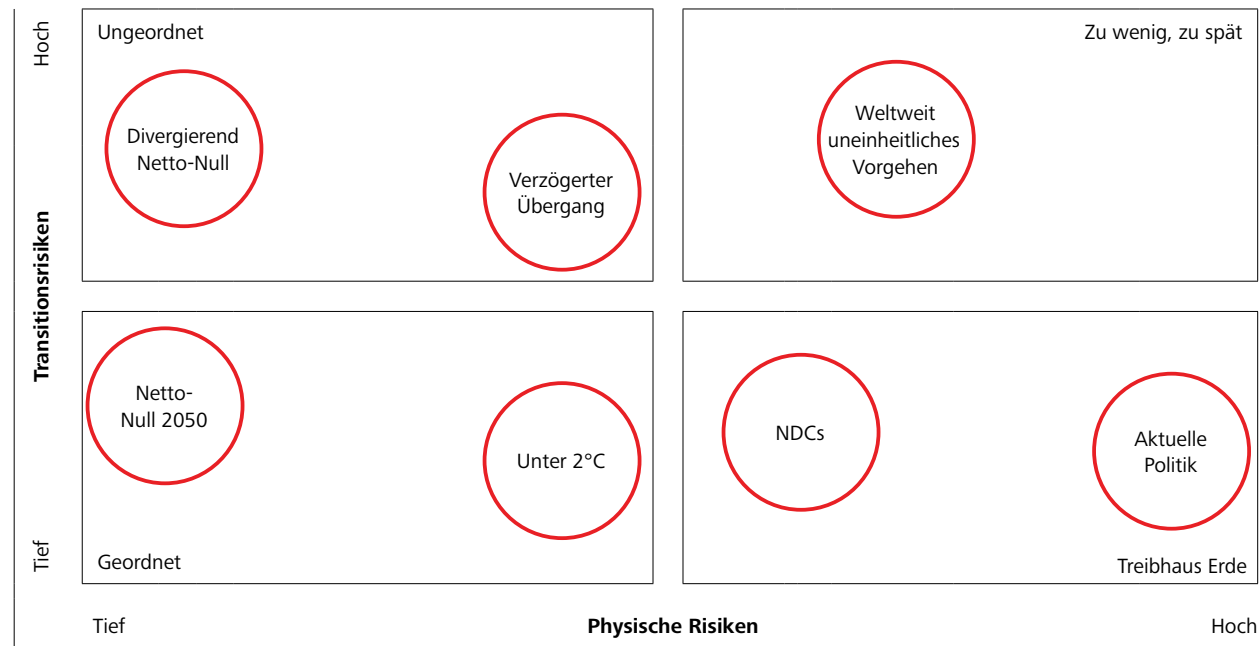 Hoch
Transitionsrisiken
Tief
Ungeordnet
Divergierend
Netto-Null
Verzögerter
Übergang
Zu wenig, zu spät
Weltweit
uneinheitliches
Vorgehen
Netto-
Null 2050
Unter 2°C
Geordnet
NDCs
Aktuelle
Politik
Treibhaus Erde
Tief
Physische Risiken
Hoch